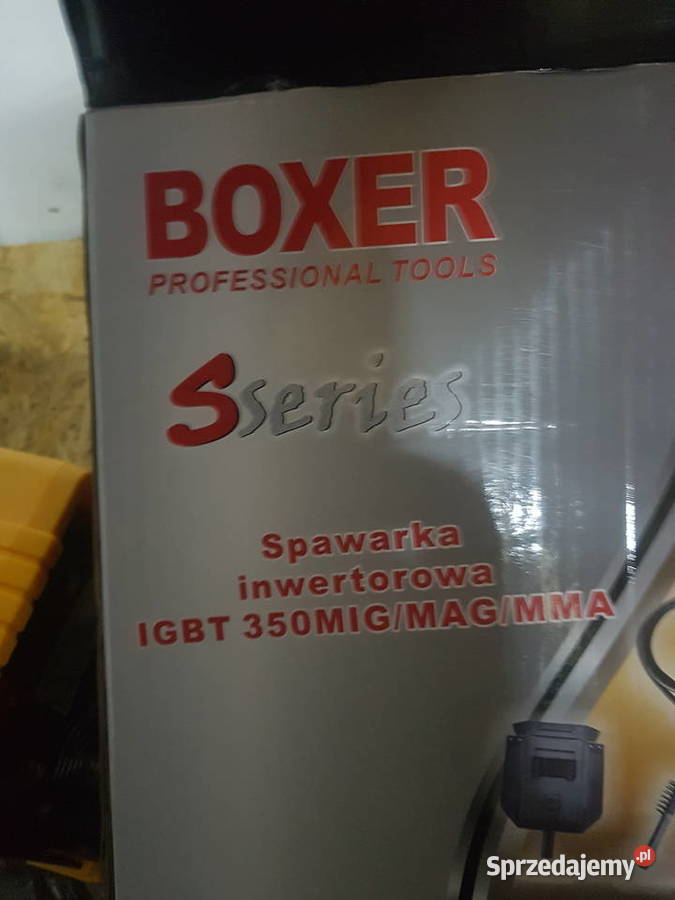 BOXER
PROFESSIONAL TOOLS
Sseries
Spawarka
inwertorowa
IGBT 350MIG/MAG/MMA
Sprzedajemy.pl